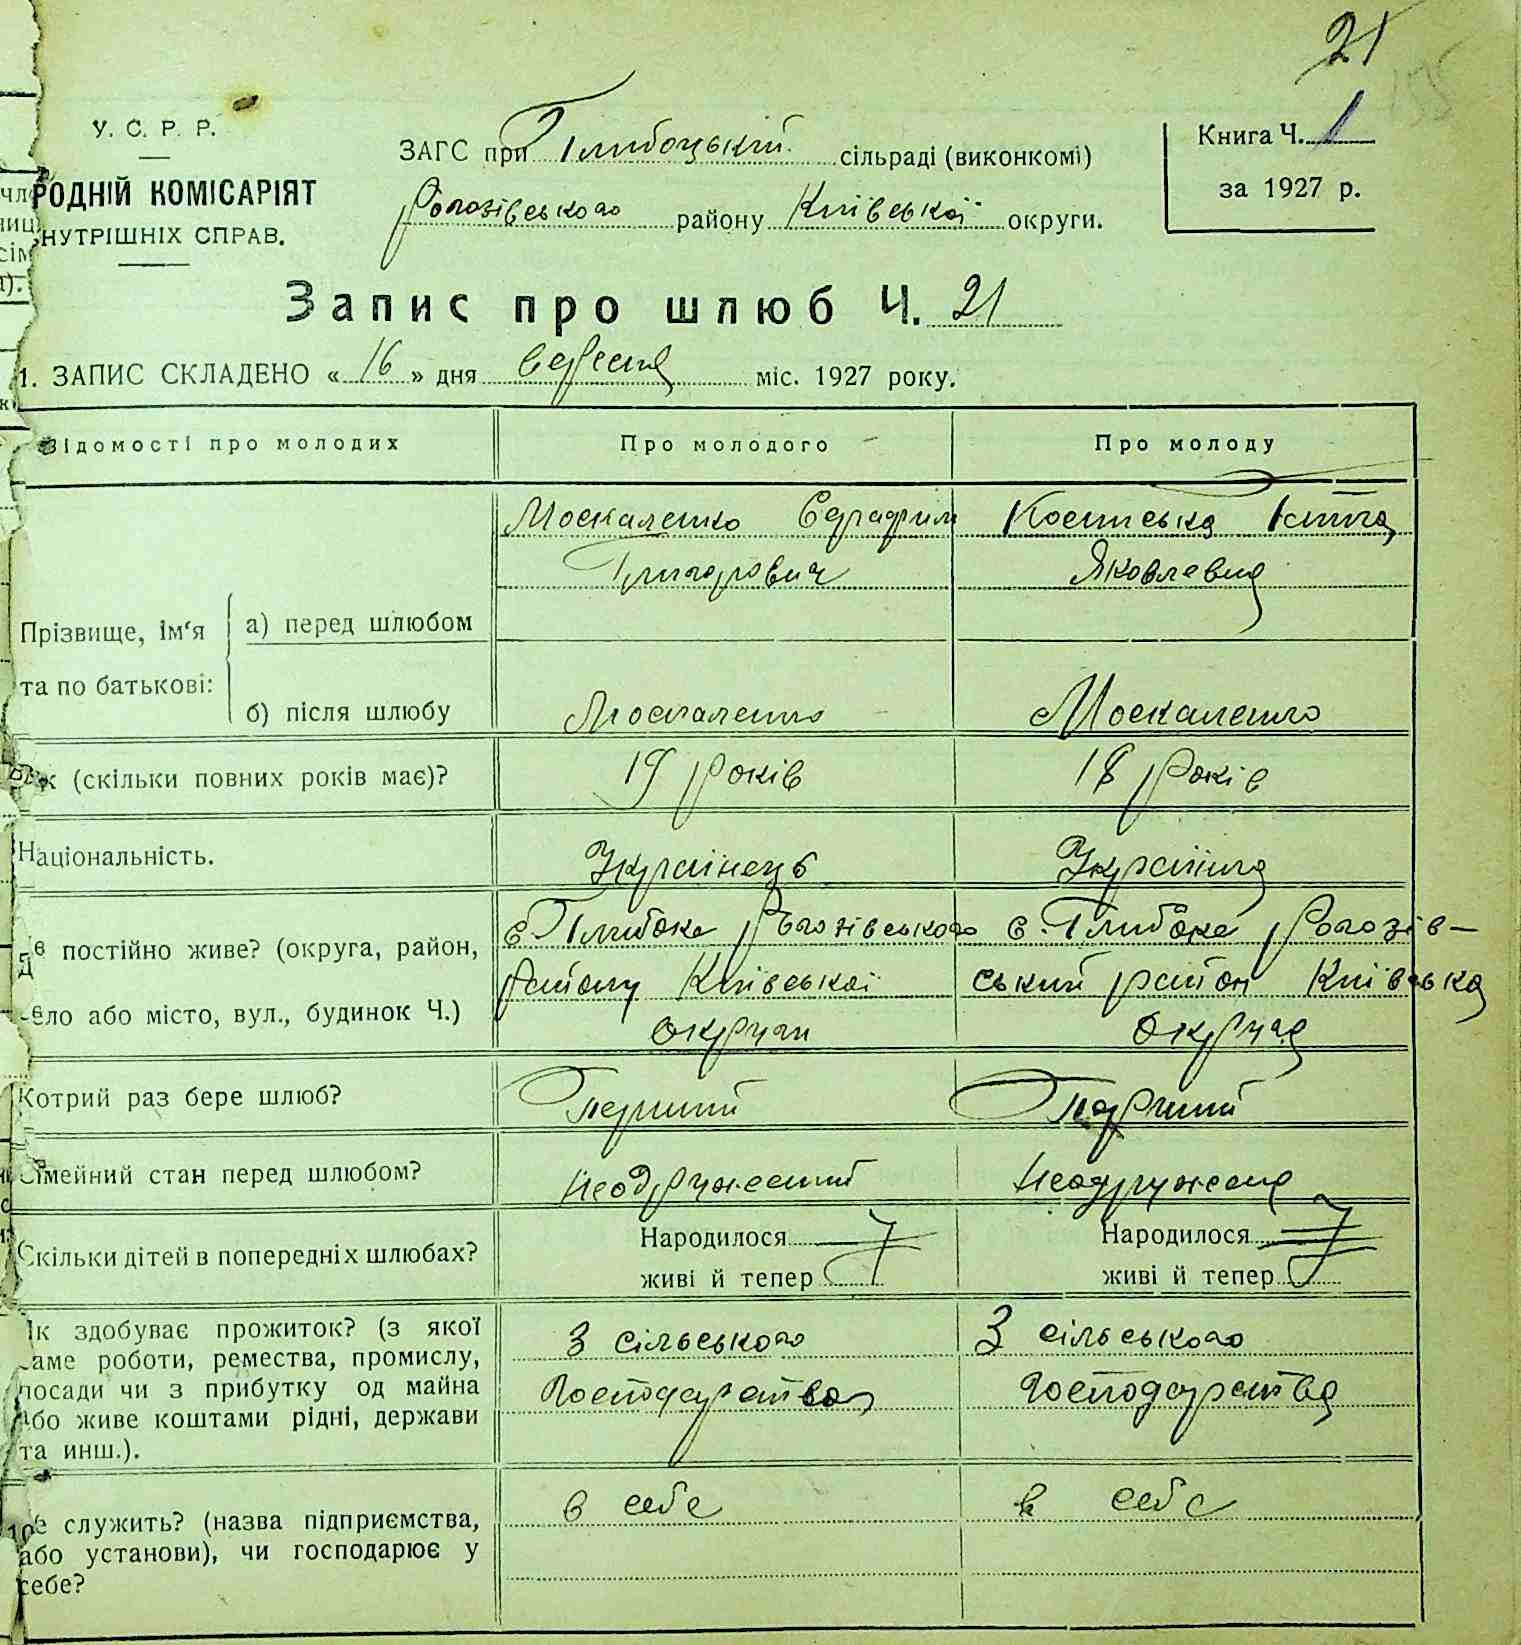 21
195
У. С. Р. Р.
РОДНІЙ КОМІСАРІЯТ
НУТРІШНІХ СПРАВ.
ЗАГС при Глибоцькій сільраді (виконкомі)
Рогозівського району Київської округи.
Книга Ч. 1
за 1927 р.
Запис про шлюб Ч. 21
1. ЗАПИС СКЛАДЕНО « 16 » дня вересня міс. 1927 року.
Відомості про молодих Про молодого Про молоду
Москаленко Серафим Григорович
Яковлевна
Прізвище, ім'я та по батькові:
а) перед шлюбом
б) після шлюбу Москаленко Москаленко
Вік (скільки повних років має)? 19 років 18 років
Національність. Українець Українка
Де постійно живе? (округа, район, село або місто, вул., будинок Ч.)
с. Глибоке Рогозівського
району Київської
округи
с. Глибоке Рогозів-
ський район Київська
округа
Котрий раз бере шлюб? Перший Перший
Сімейний стан перед шлюбом? Неодружений Неодружена
Скільки дітей в попередніх шлюбах? Народилося Народилося
живі й тепер живі й тепер
Як здобуває прожиток? (з якої
саме роботи, ремества, промислу,
посади чи з прибутку од майна
або живе коштами рідні, держави
та инш.).
З сільського
господарства
З сільського
господарства
Де служить? (назва підприємства,
або установи), чи господарює у
себе?
в себе в себе